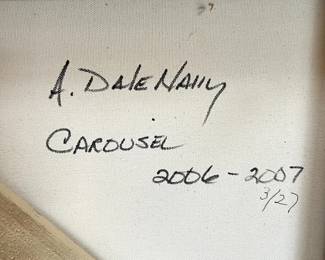 A. Dale Nally
CAROUSEL
2006-2007
3/27